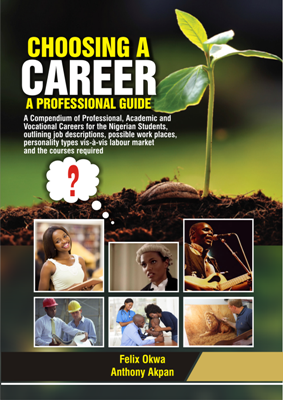 CHOOSING A
CAREER
A PROFESSIONAL GUIDE
A Compendium of Professional, Academic and
Vocational Careers for the Nigerian Students,
outlining job descriptions, possible work places,
personality types vis-à-vis labour market
and the courses required
?
Felix Okwa
Anthony Akpan